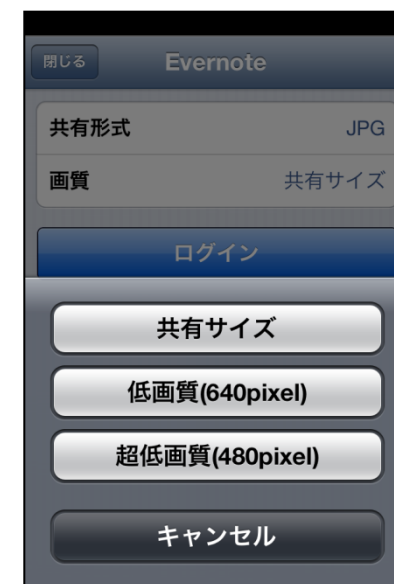 閉じる Evernote
共有形式 JPG
画質 共有サイズ
ログイン
共有サイズ
低画質(640pixel)
超低画質(480pixel)
キャンセル